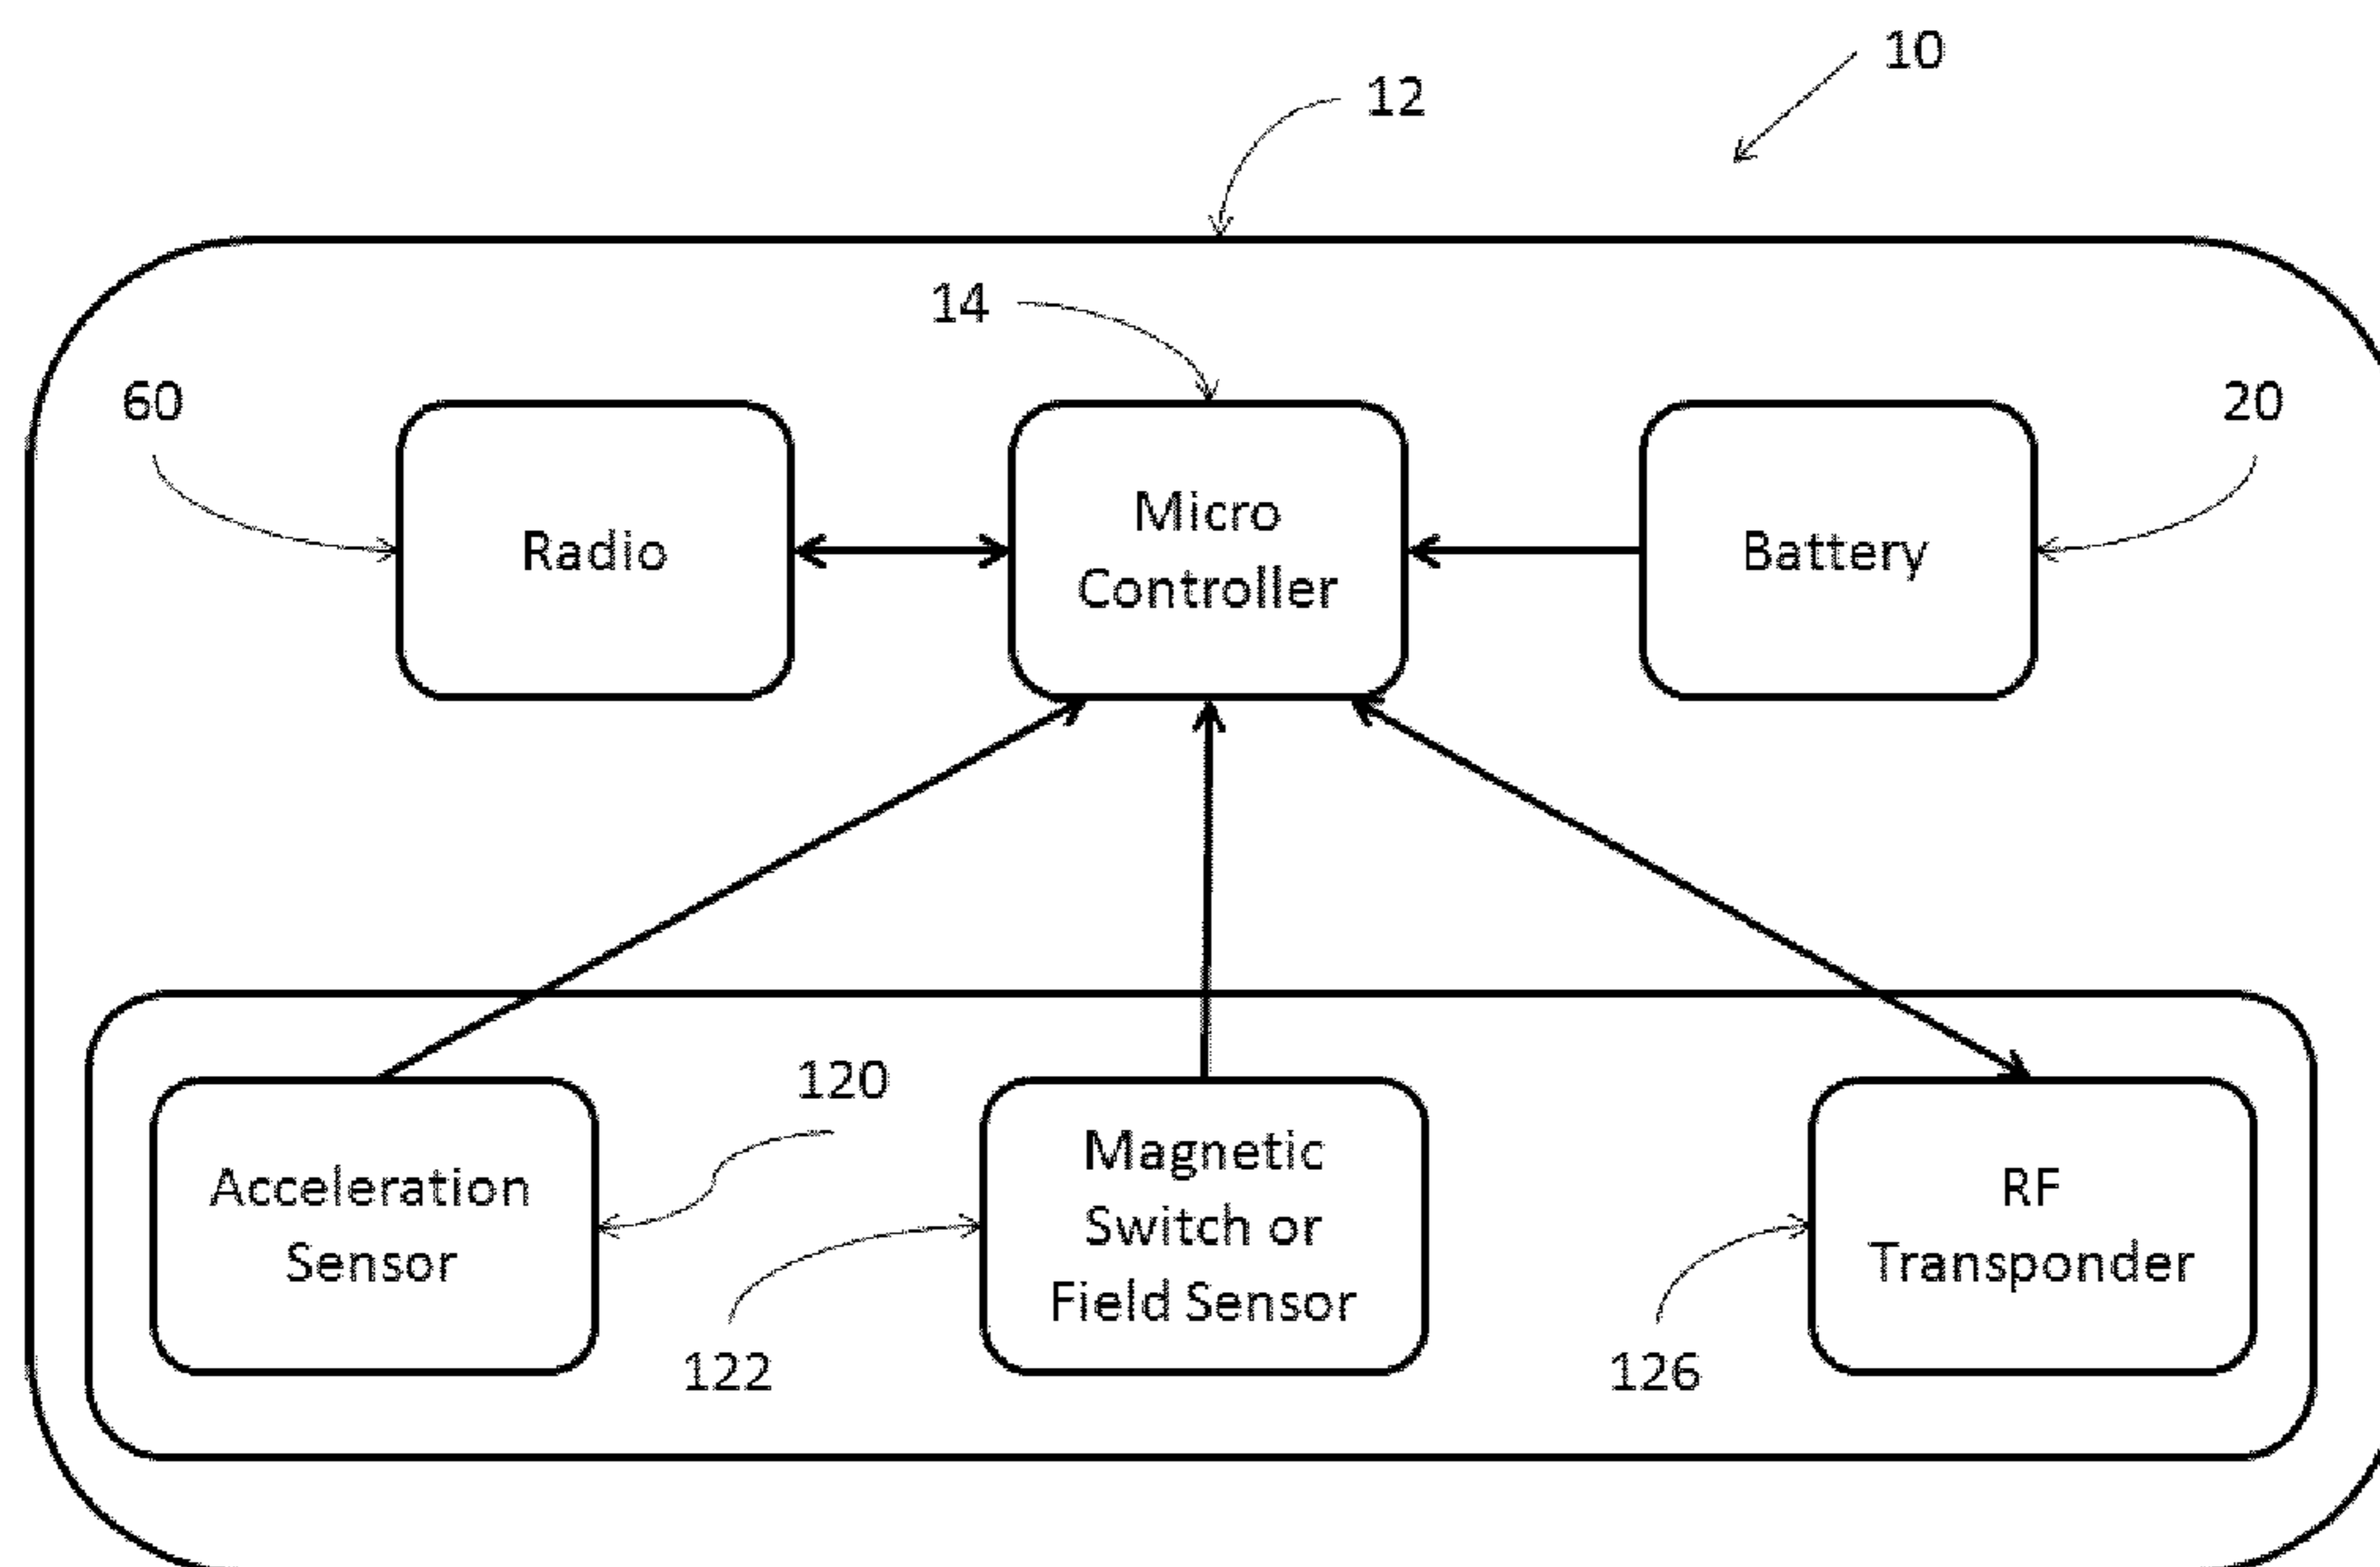 10
12
14
60
20
Radio
Micro
Controller
Battery
120
Acceleration
Sensor
Magnetic
Switch or
Field Sensor
RF
Transponder
122
126